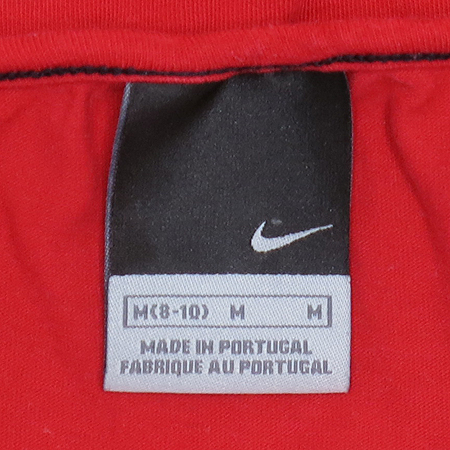 M(8-10) M M
MADE IN PORTUGAL
FABRIQUE AU PORTUGAL